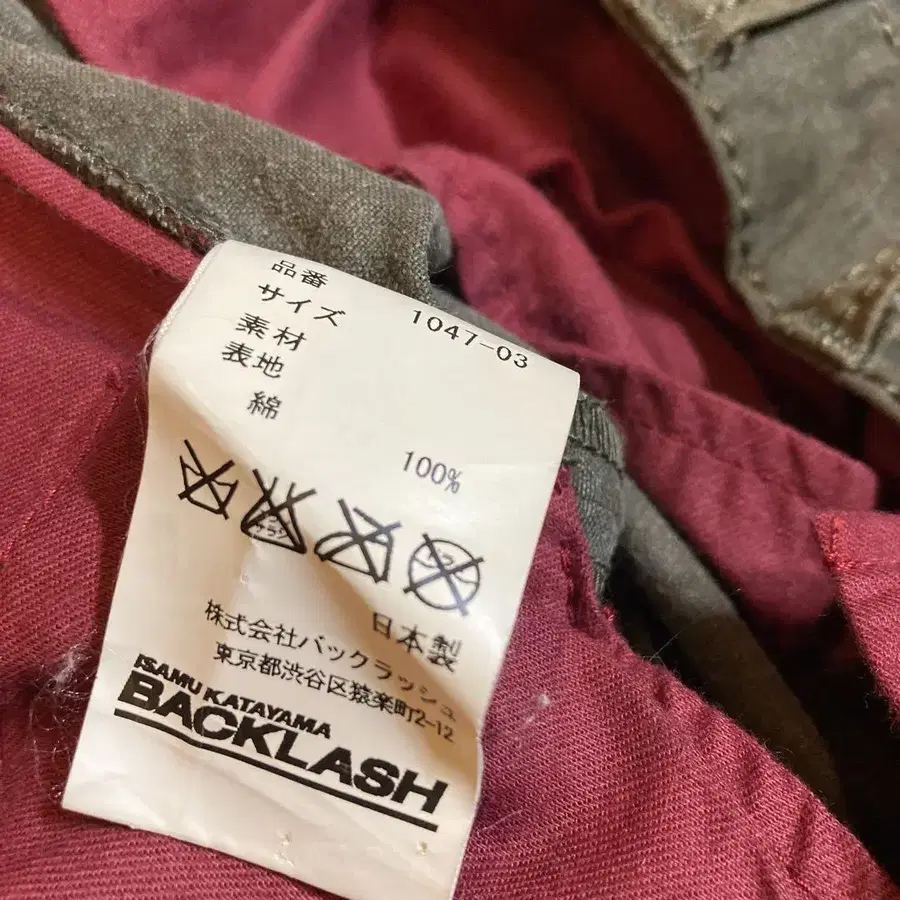 品番 1047-03
サイズ
素材
表地
綿 100%
日本製
株式会社バックラッシュ
東京都渋谷区猿楽町2-12
ISAMU KATAYAMA
BACKLASH